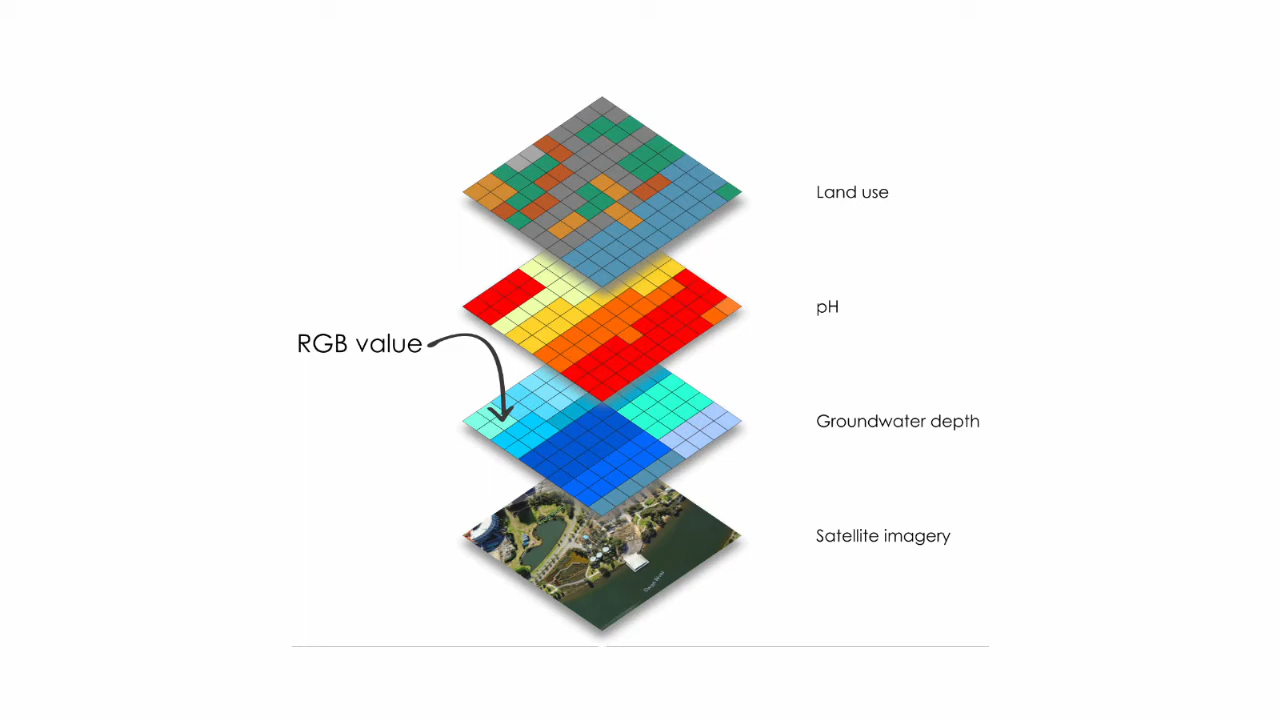 Land use
pH
RGB value
Groundwater depth
Satellite imagery